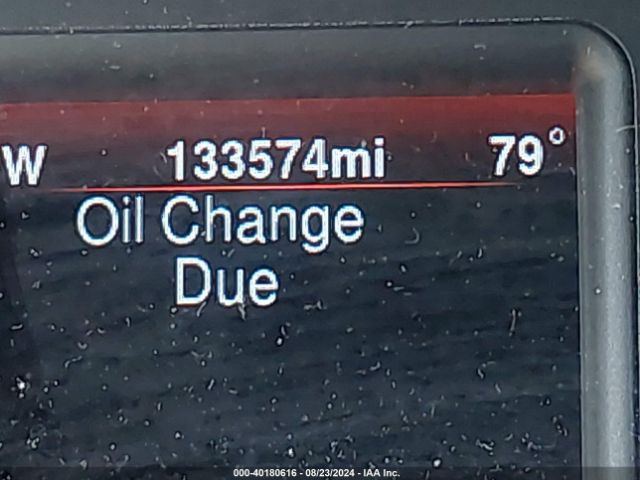 W 133574mi 79°
Oil Change
Due
000-40180616 - 08/23/2024 - IAA Inc.